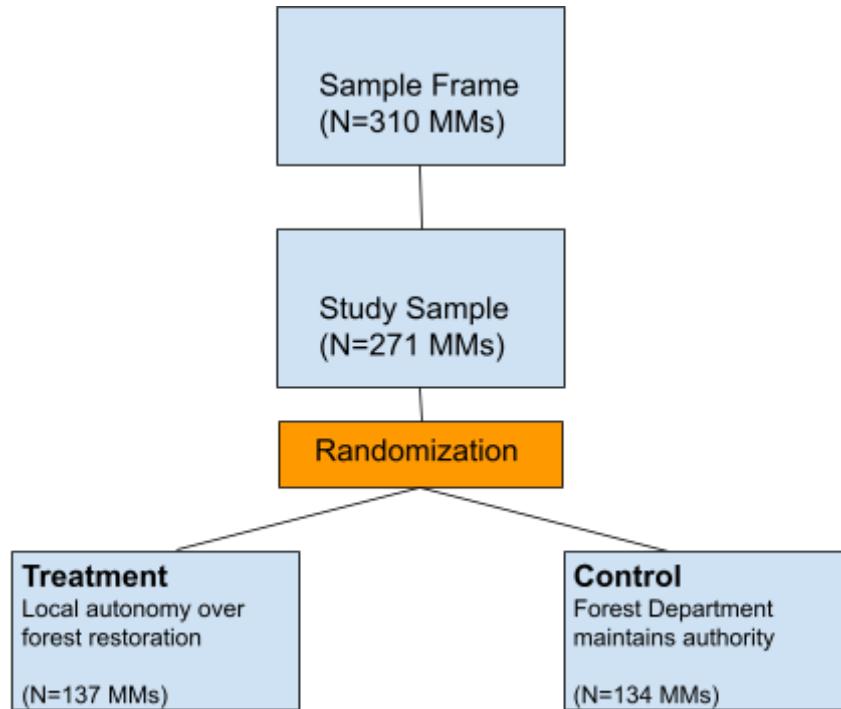 Sample Frame
(N=310 MMs)
Study Sample
(N=271 MMs)
Randomization
Treatment
Local autonomy over
forest restoration
(N=137 MMs)
Control
Forest Department
maintains authority
(N=134 MMs)